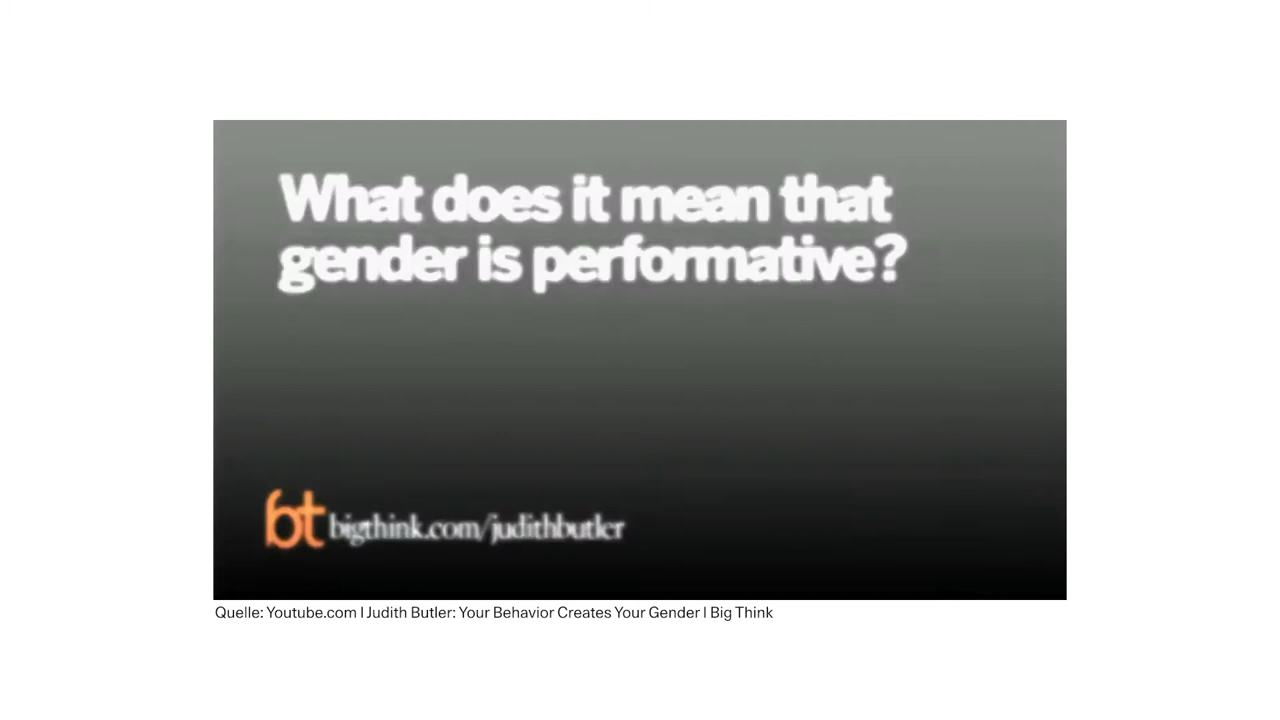 What does it mean that
gender is performative?
bt bigthink.com/judithbutler
Quelle: Youtube.com I Judith Butler: Your Behavior Creates Your Gender I Big Think